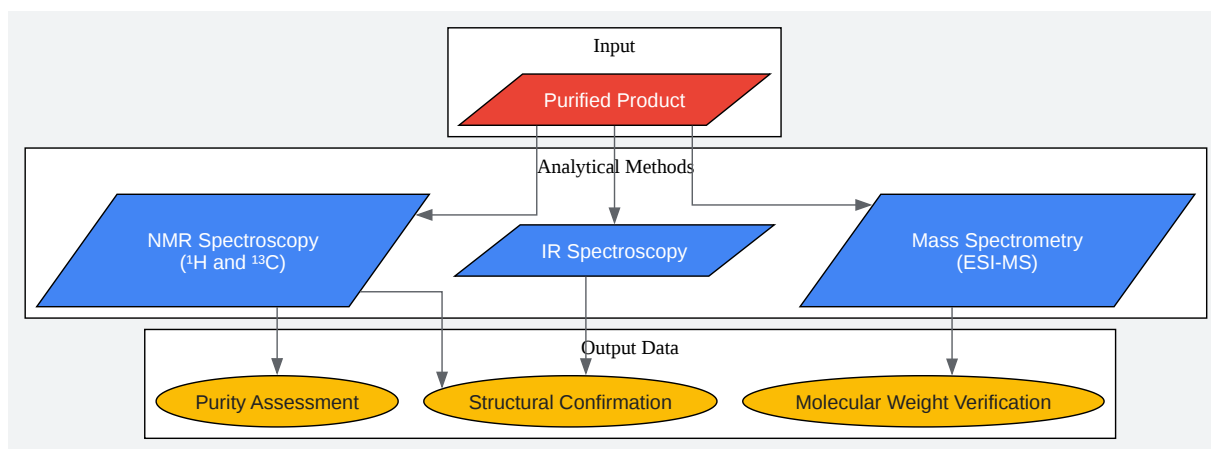 Input
Purified Product
Analytical Methods
NMR Spectroscopy
(¹H and ¹³C)
IR Spectroscopy
Mass Spectrometry
(ESI-MS)
Output Data
Purity Assessment
Structural Confirmation
Molecular Weight Verification